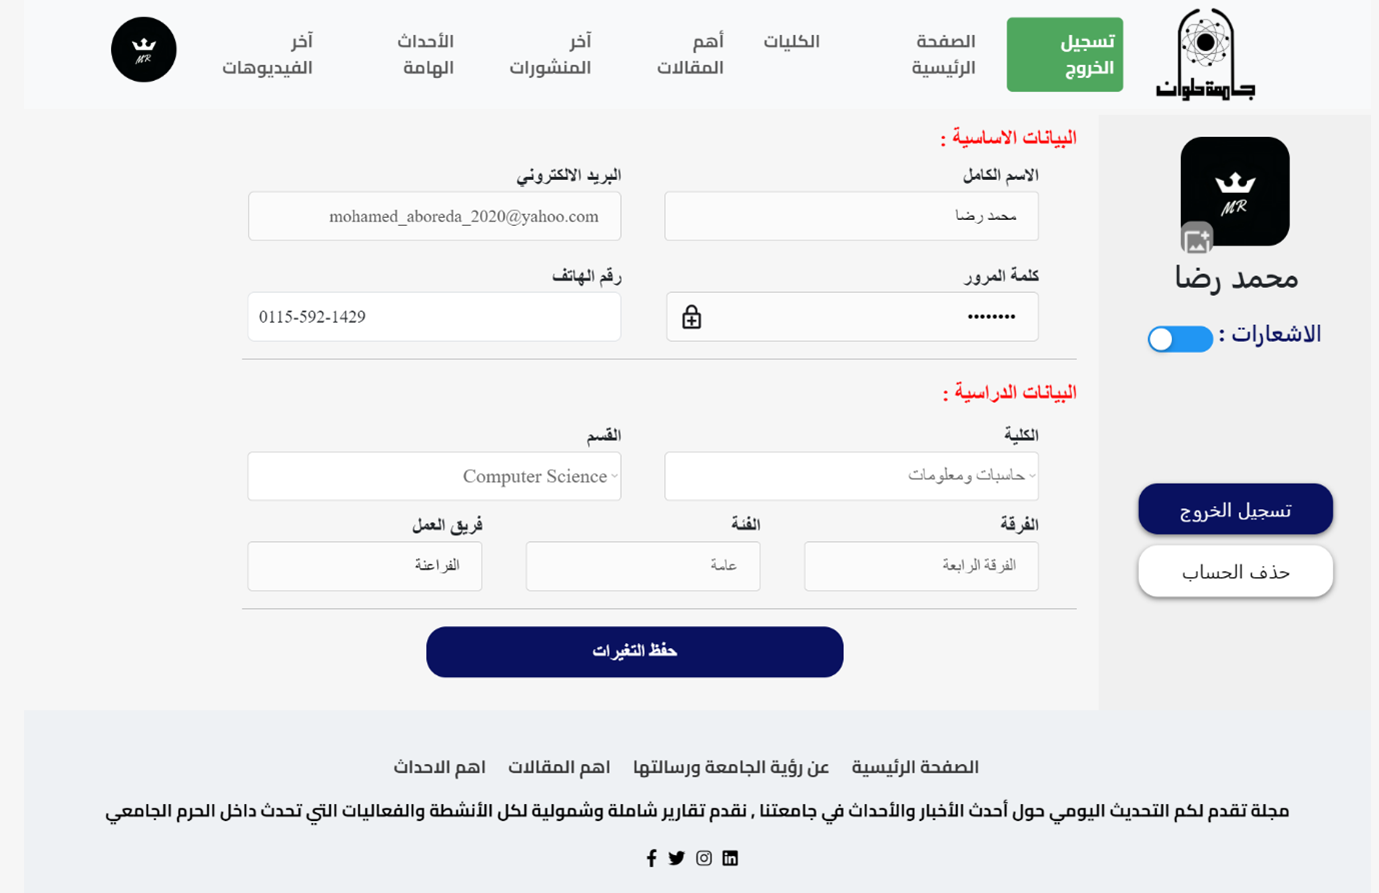 جامعة حلوان
تسجيل
الخروج
الصفحة
الرئيسية
الكليات
أهم
المقالات
آخر
المنشورات
الأحداث
الهامة
آخر
الفيديوهات
MR
MR
محمد رضا
الاشعارات :
تسجيل الخروج
حذف الحساب
البيانات الاساسية :
الاسم الكامل
محمد رضا
البريد الالكتروني
mohamed_aboreda_2020@yahoo.com
كلمة المرور
••••••••
رقم الهاتف
0115-592-1429
البيانات الدراسية :
الكلية
حاسبات ومعلومات
القسم
Computer Science
الفرقة
الفرقة الرابعة
الفئة
عامة
فريق العمل
الفراعنة
حفظ التغيرات
الصفحة الرئيسية عن رؤية الجامعة ورسالتها اهم المقالات اهم الاحداث
مجلة تقدم لكم التحديث اليومي حول أحدث الأخبار والأحداث في جامعتنا , نقدم تقارير شاملة وشمولية لكل الأنشطة والفعاليات التي تحدث داخل الحرم الجامعي